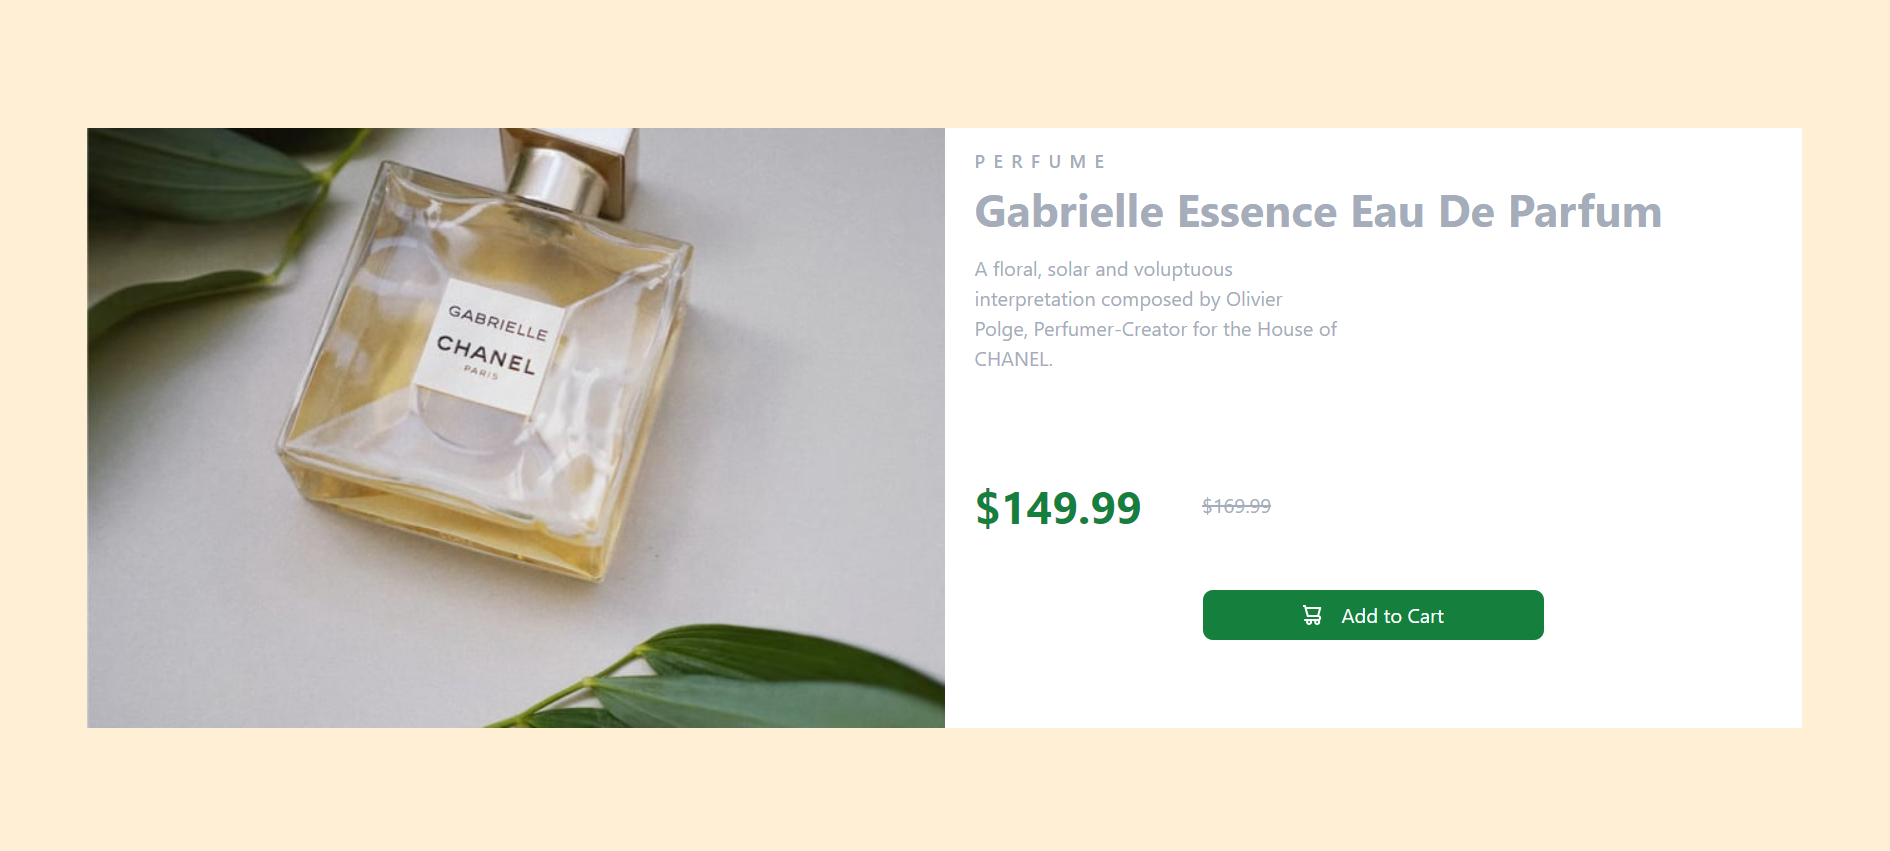 GABRIELLE
CHANEL
PARIS
PERFUME
Gabrielle Essence Eau De Parfum
A floral, solar and voluptuous
interpretation composed by Olivier
Polge, Perfumer-Creator for the House of
CHANEL.
$149.99
$169.99
Add to Cart